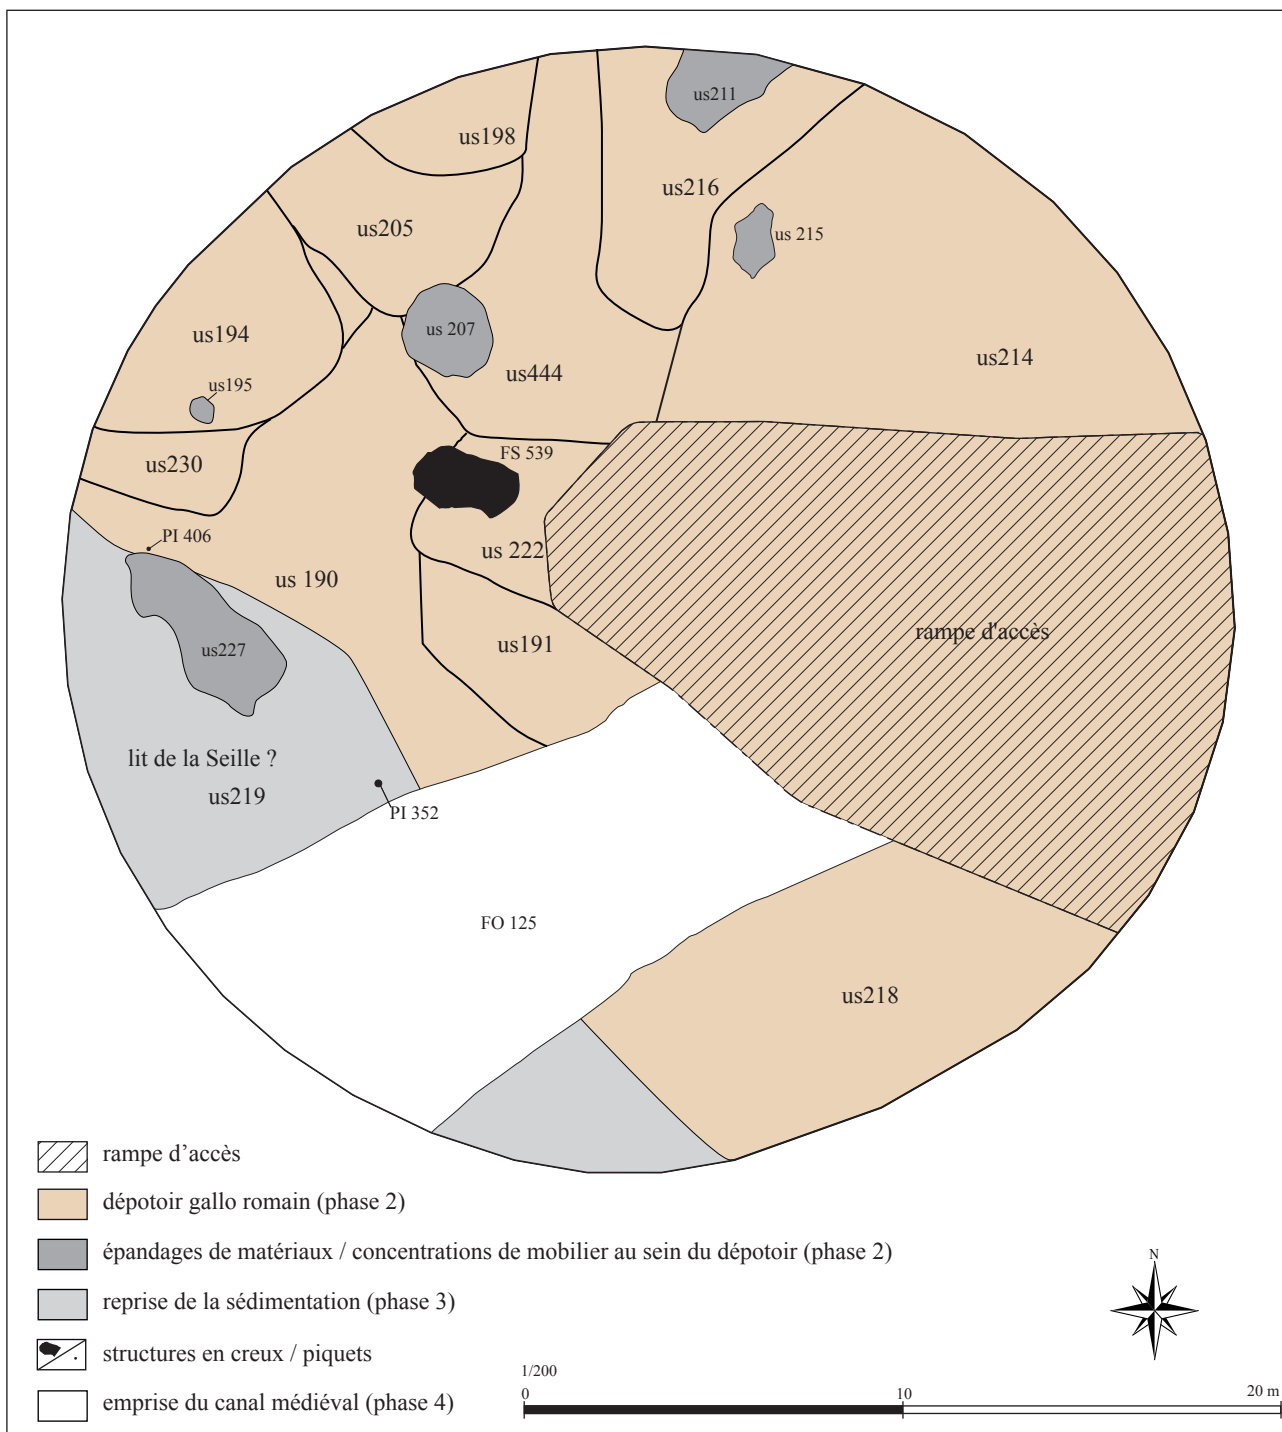 us211
us198
us216
us205
us 215
us 207
us194
us214
us444
us195
FS 539
us230
PI 406
us 222
us 190
rampe d'accès
us191
us227
lit de la Seille ?
us219
PI 352
FO 125
us218
rampe d’accès
dépotoir gallo romain (phase 2)
épandages de matériaux / concentrations de mobilier au sein du dépotoir (phase 2)
reprise de la sédimentation (phase 3)
structures en creux / piquets
emprise du canal médiéval (phase 4)
N
1/200
0 10 20 m